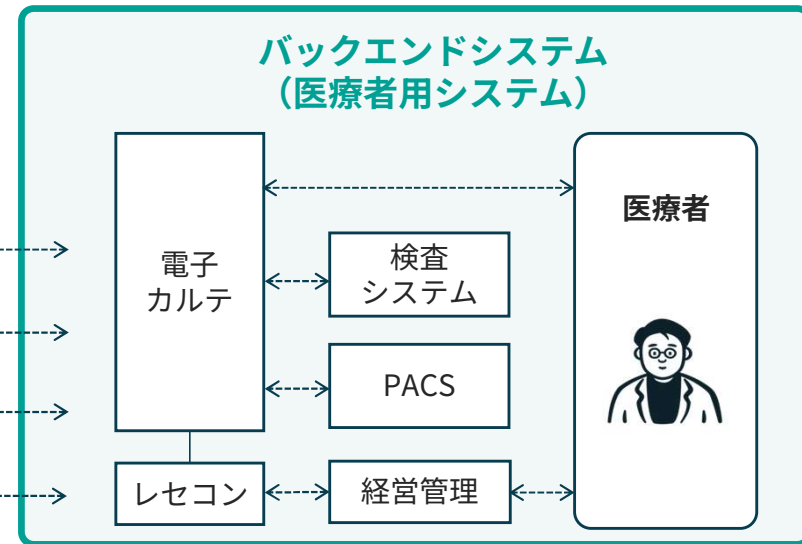 バックエンドシステム
（医療者用システム）
医療者
電子
カルテ
検査
システム
PACS
レセコン
経営管理